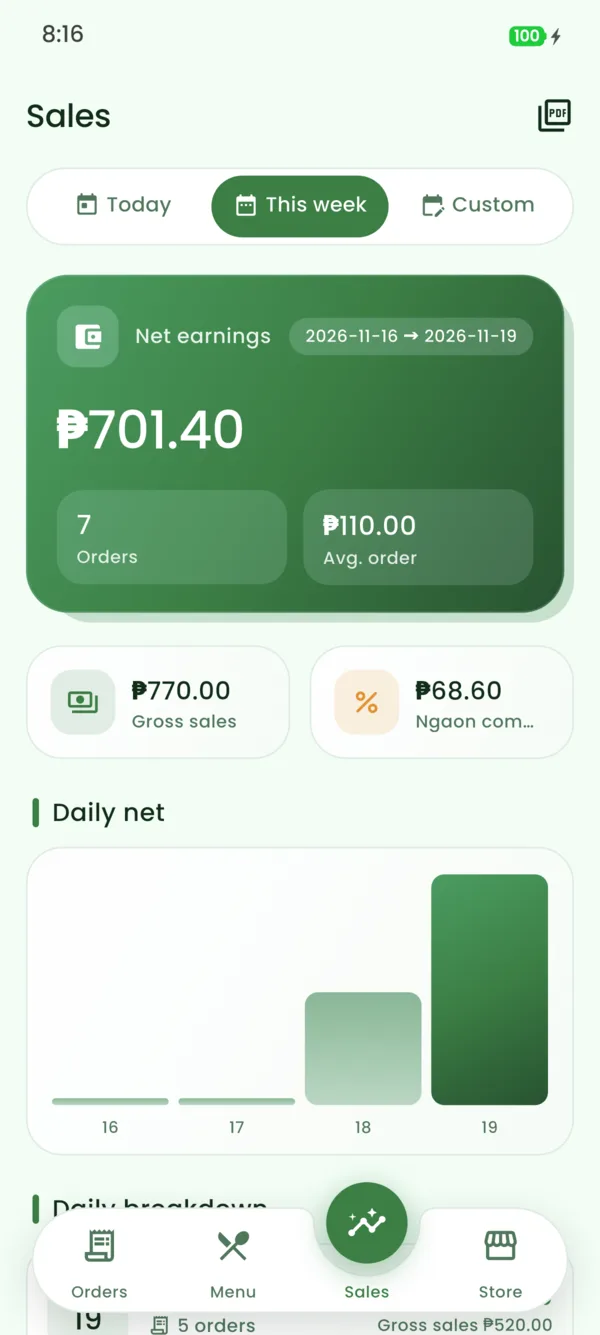 8:16
100
Sales
PDF
Today
This week
Custom
Net earnings
2026-11-16 → 2026-11-19
₱701.40
7
Orders
₱110.00
Avg. order
₱770.00
Gross sales
₱68.60
Ngaon com…
Daily net
16
17
18
19
Daily breakdown
Orders
Menu
Sales
Store
19
5 orders
Gross sales ₱520.00